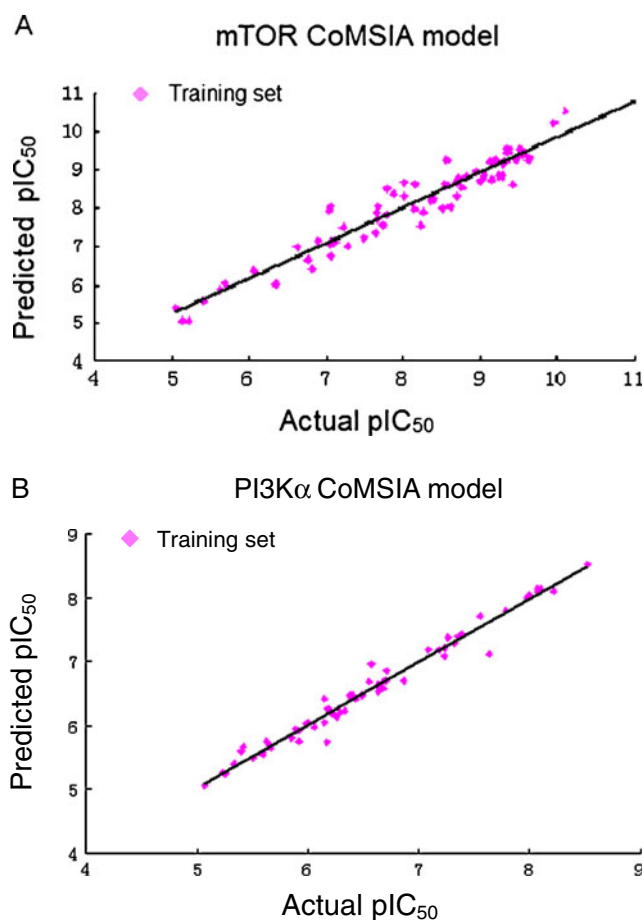 A
mTOR CoMSIA model
Training set
11
10
9
8
7
6
5
4
Predicted pIC50
4 5 6 7 8 9 10 11
Actual pIC50
B
PI3Kα CoMSIA model
Training set
9
8
7
6
5
4
Predicted pIC50
4 5 6 7 8 9
Actual pIC50